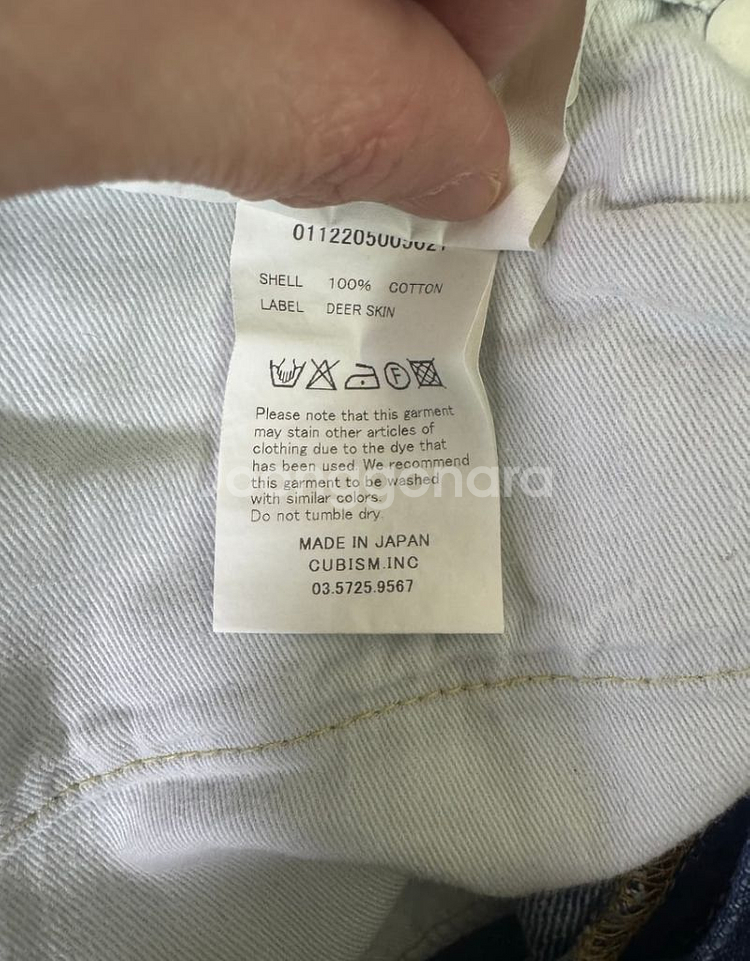 SHELL 100% COTTON
LABEL DEER SKIN
F
Please note that this garment
may stain other articles of
clothing due to the dye that
has been used. We recommend
this garment to be washed
with similar colors.
Do not tumble dry.
MADE IN JAPAN
CUBISM.INC
03.5725.9567